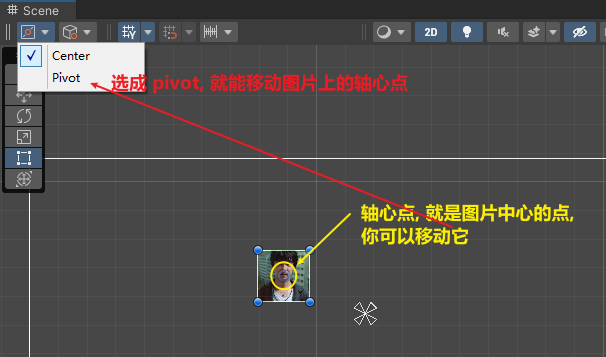 Scene
2D
Center
Pivot
选成 pivot, 就能移动图片上的轴心点
轴心点, 就是图片中心的点,
你可以移动它